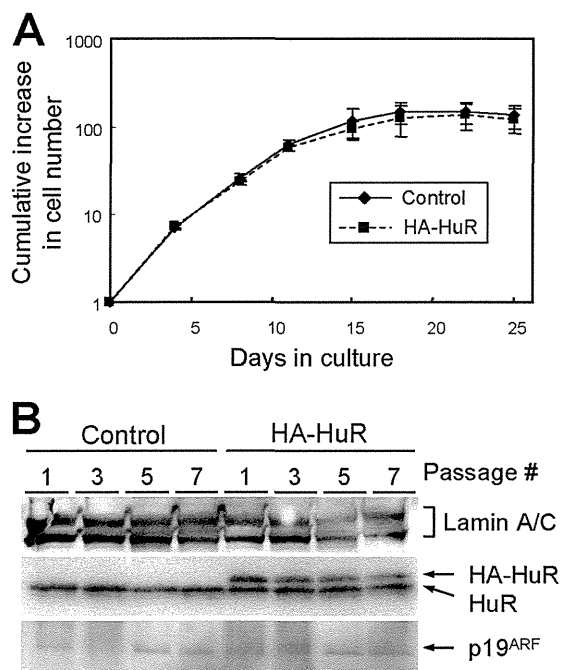 A
1000
100
10
1
Cumulative increase
in cell number
Control
HA-HuR
0 5 10 15 20 25
Days in culture
B
Control HA-HuR
1 3 5 7 1 3 5 7 Passage #
Lamin A/C
HA-HuR
HuR
p19ARF